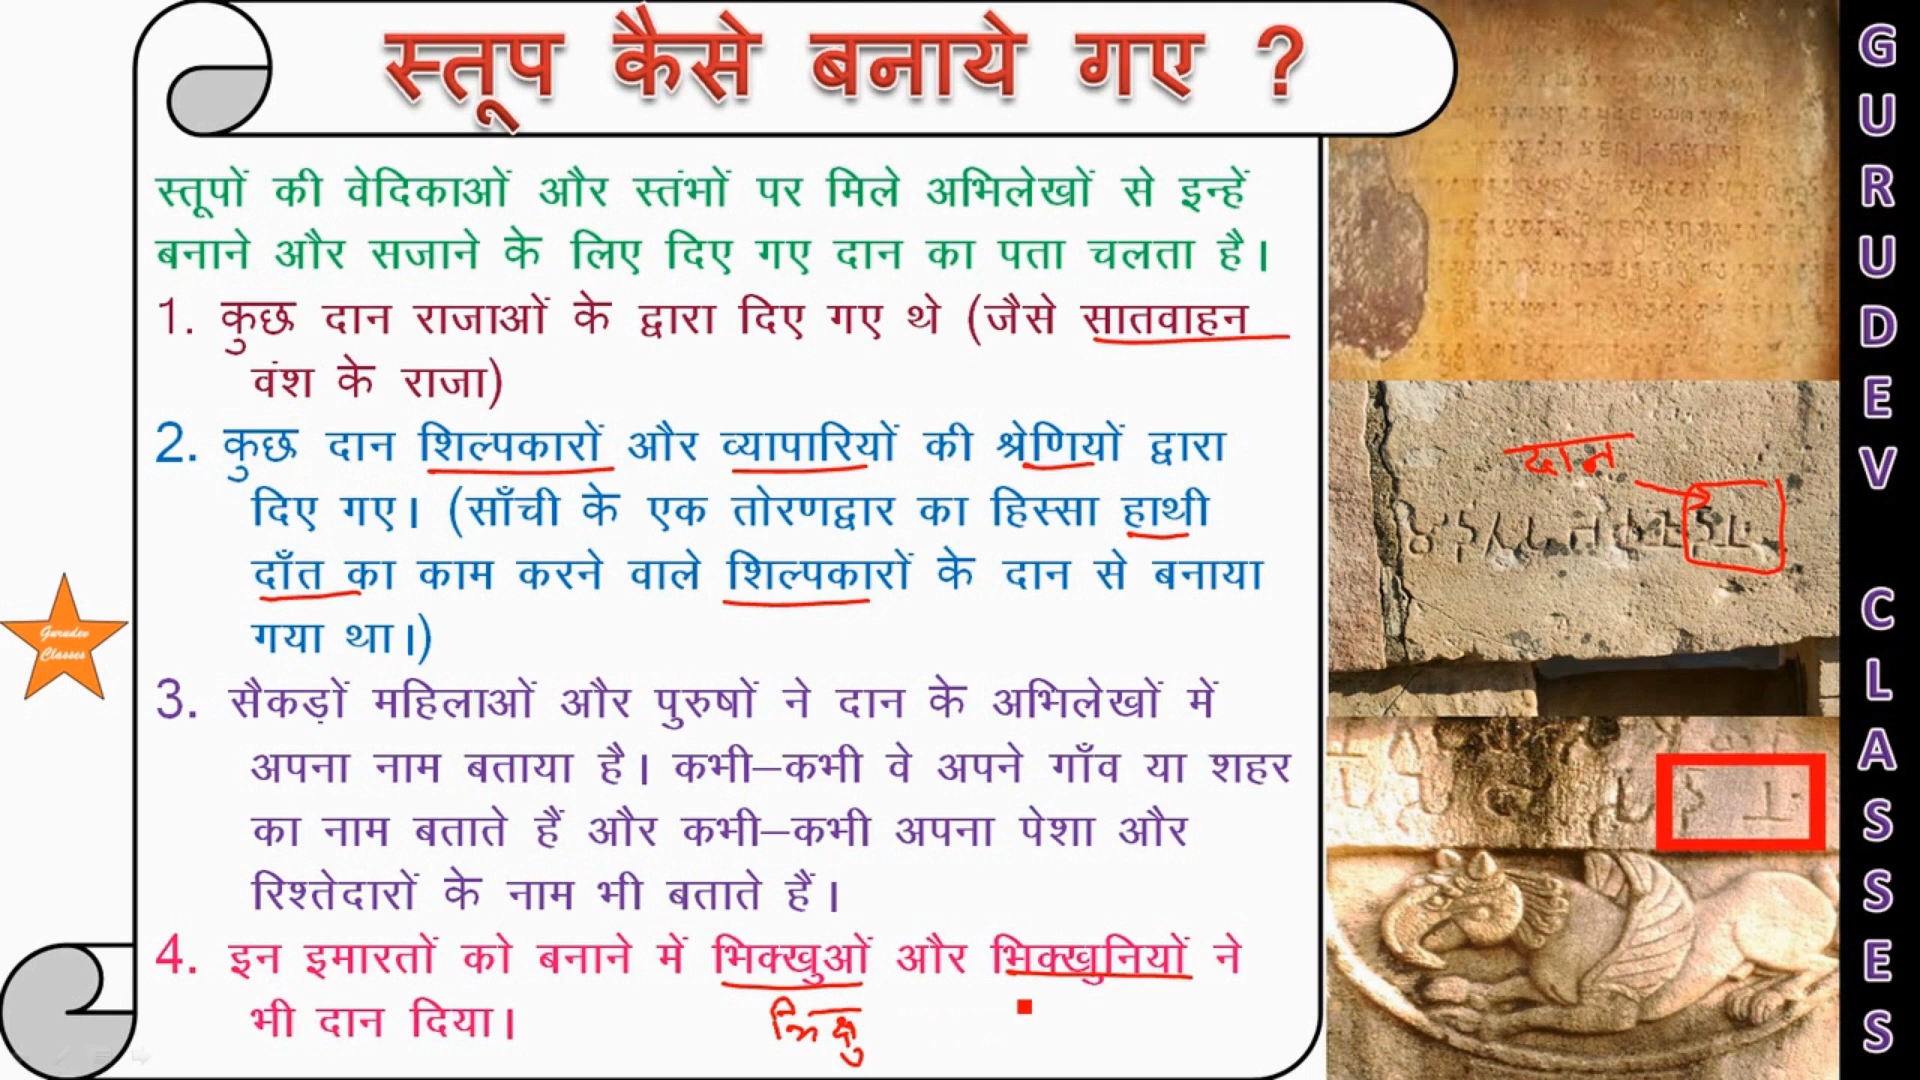 स्तूप कैसे बनाये गए ?
स्तूपों की वेदिकाओं और स्तंभों पर मिले अभिलेखों से इन्हें
बनाने और सजाने के लिए दिए गए दान का पता चलता है।
1. कुछ दान राजाओं के द्वारा दिए गए थे (जैसे सातवाहन
वंश के राजा)
2. कुछ दान शिल्पकारों और व्यापारियों की श्रेणियों द्वारा
दिए गए। (साँची के एक तोरणद्वार का हिस्सा हाथी
दाँत का काम करने वाले शिल्पकारों के दान से बनाया
गया था।)
3. सैकड़ों महिलाओं और पुरुषों ने दान के अभिलेखों में
अपना नाम बताया है। कभी–कभी वे अपने गाँव या शहर
का नाम बताते हैं और कभी–कभी अपना पेशा और
रिश्तेदारों के नाम भी बताते हैं।
4. इन इमारतों को बनाने में भिक्खुओं और भिक्खुनियों ने
भी दान दिया।
भिक्षु
दान
Gurudev
Classes
GURUDEV CLASSES